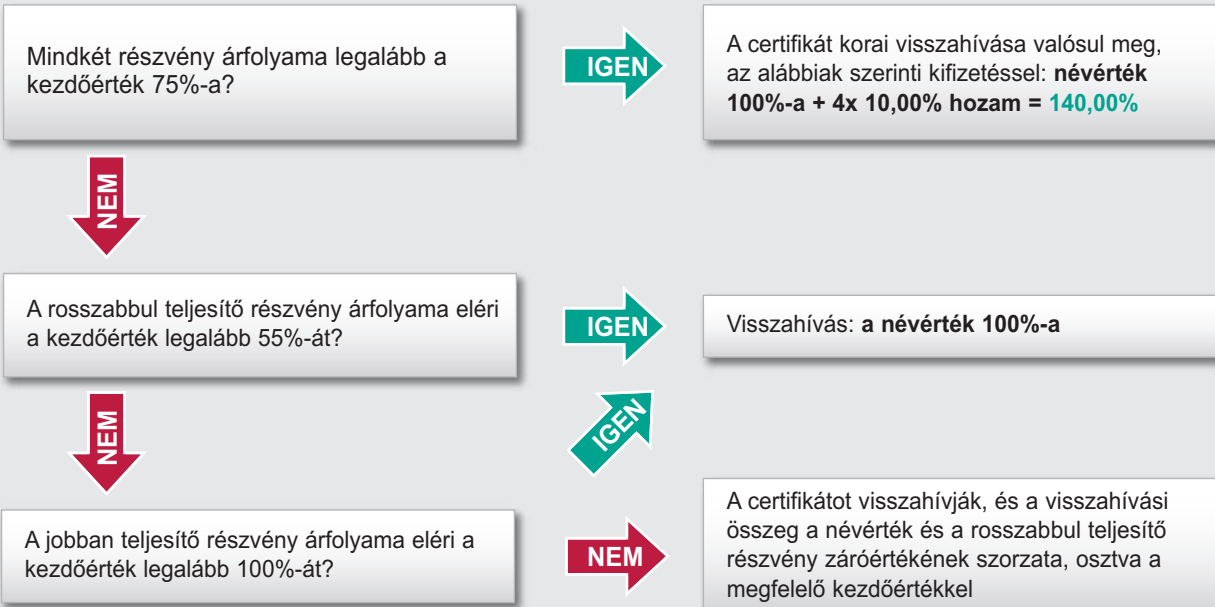 Mindkét részvény árfolyama legalább a
kezdőérték 75%-a?
IGEN
A certifikát korai visszahívása valósul meg,
az alábbiak szerinti kifizetéssel: névérték
100%-a + 4x 10,00% hozam = 140,00%
NEM
A rosszabbul teljesítő részvény árfolyama eléri
a kezdőérték legalább 55%-át?
IGEN
Visszahívás: a névérték 100%-a
NEM
IGEN
A jobban teljesítő részvény árfolyama eléri a
kezdőérték legalább 100%-át?
NEM
A certifikátot visszahívják, és a visszahívási
összeg a névérték és a rosszabbul teljesítő
részvény záróértékének szorzata, osztva a
megfelelő kezdőértékkel